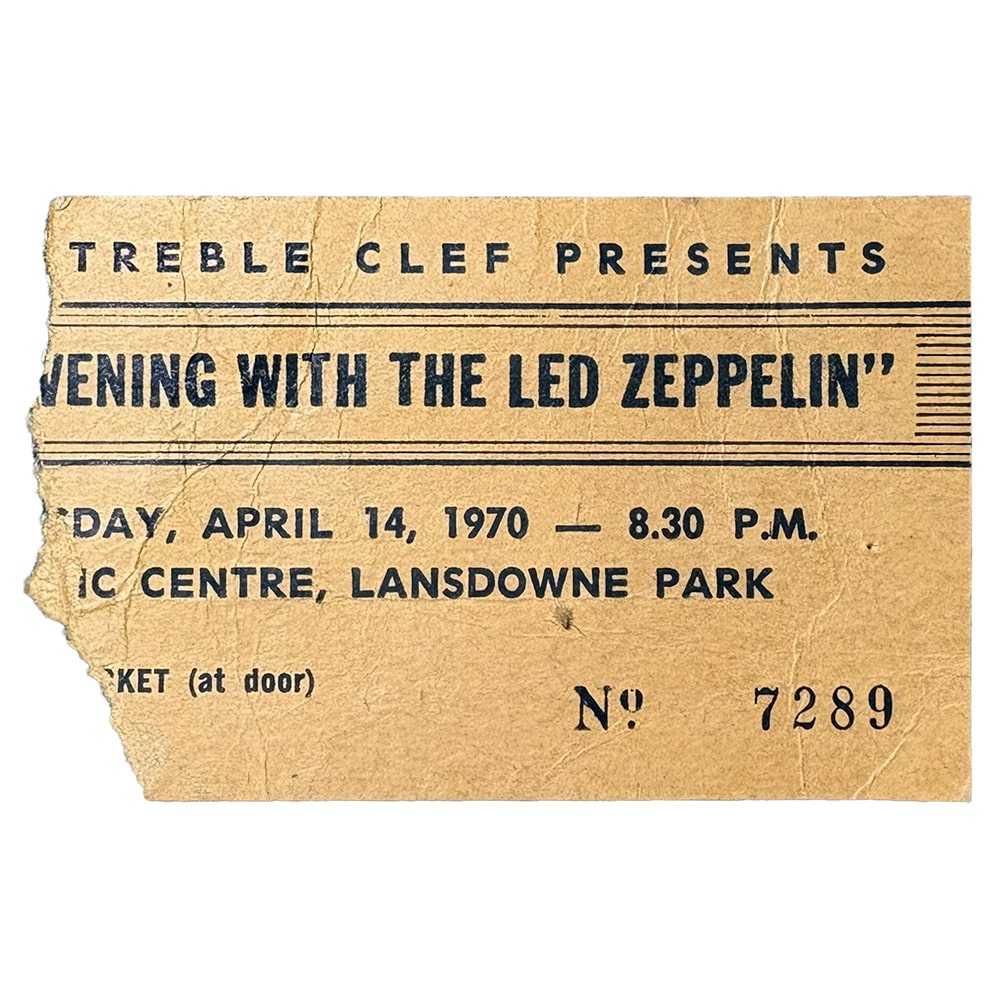 TREBLE CLEF PRESENTS
VENING WITH THE LED ZEPPELIN”
DAY, APRIL 14, 1970 — 8.30 P.M.
IC CENTRE, LANSDOWNE PARK
KET (at door)
Nº 7289